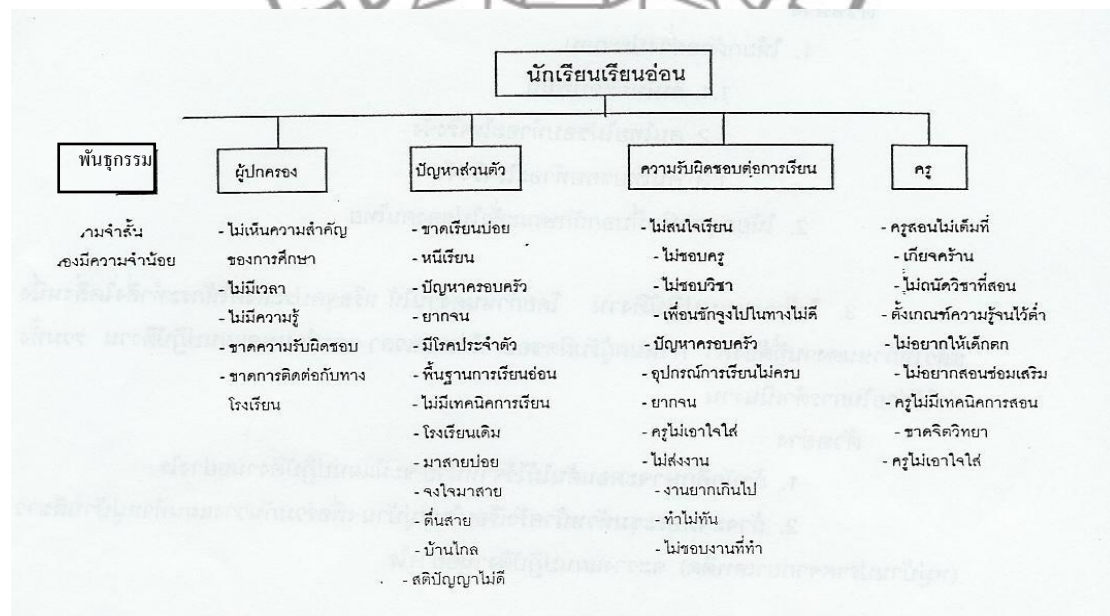 นักเรียนเรียนอ่อน
พันธุกรรม
ามจำสั้น
องมีความจำน้อย
ผู้ปกครอง
- ไม่เห็นความสำคัญ
ของการศึกษา
- ไม่มีเวลา
- ไม่มีความรู้
- ขาดความรับผิดชอบ
- ขาดการติดต่อกับทาง
โรงเรียน
ปัญหาส่วนตัว
- ขาดเรียนบ่อย
- หนีเรียน
- ปัญหาครอบครัว
- ยากจน
- มีโรคประจำตัว
- พื้นฐานการเรียนอ่อน
- ไม่มีเทคนิคการเรียน
- โรงเรียนเดิม
- มาสายบ่อย
- จงใจมาสาย
- ตื่นสาย
- บ้านไกล
- สติปัญญาไม่ดี
ความรับผิดชอบต่อการเรียน
- ไม่สนใจเรียน
- ไม่ชอบครู
- ไม่ชอบวิชา
- เพื่อนชักจูงไปในทางไม่ดี
- ปัญหาครอบครัว
- อุปกรณ์การเรียนไม่ครบ
- ยากจน
- ครูไม่เอาใจใส่
- ไม่ส่งงาน
- งานยากเกินไป
- ทำไม่ทัน
- ไม่ชอบงานที่ทำ
ครู
- ครูสอนไม่เต็มที่
- เกียจคร้าน
- ไม่ถนัดวิชาที่สอน
- ตั้งเกณฑ์ความรู้จนไว้ต่ำ
- ไม่อยากให้เด็กตก
- ไม่อยากสอนซ่อมเสริม
- ครูไม่มีเทคนิคการสอน
- ขาดจิตวิทยา
- ครูไม่เอาใจใส่